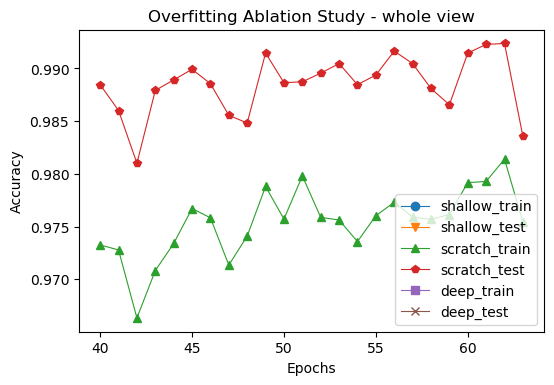 Overfitting Ablation Study - whole view
Accuracy
0.990
0.985
0.980
0.975
0.970
40
45
50
55
60
Epochs
shallow_train
shallow_test
scratch_train
scratch_test
deep_train
deep_test